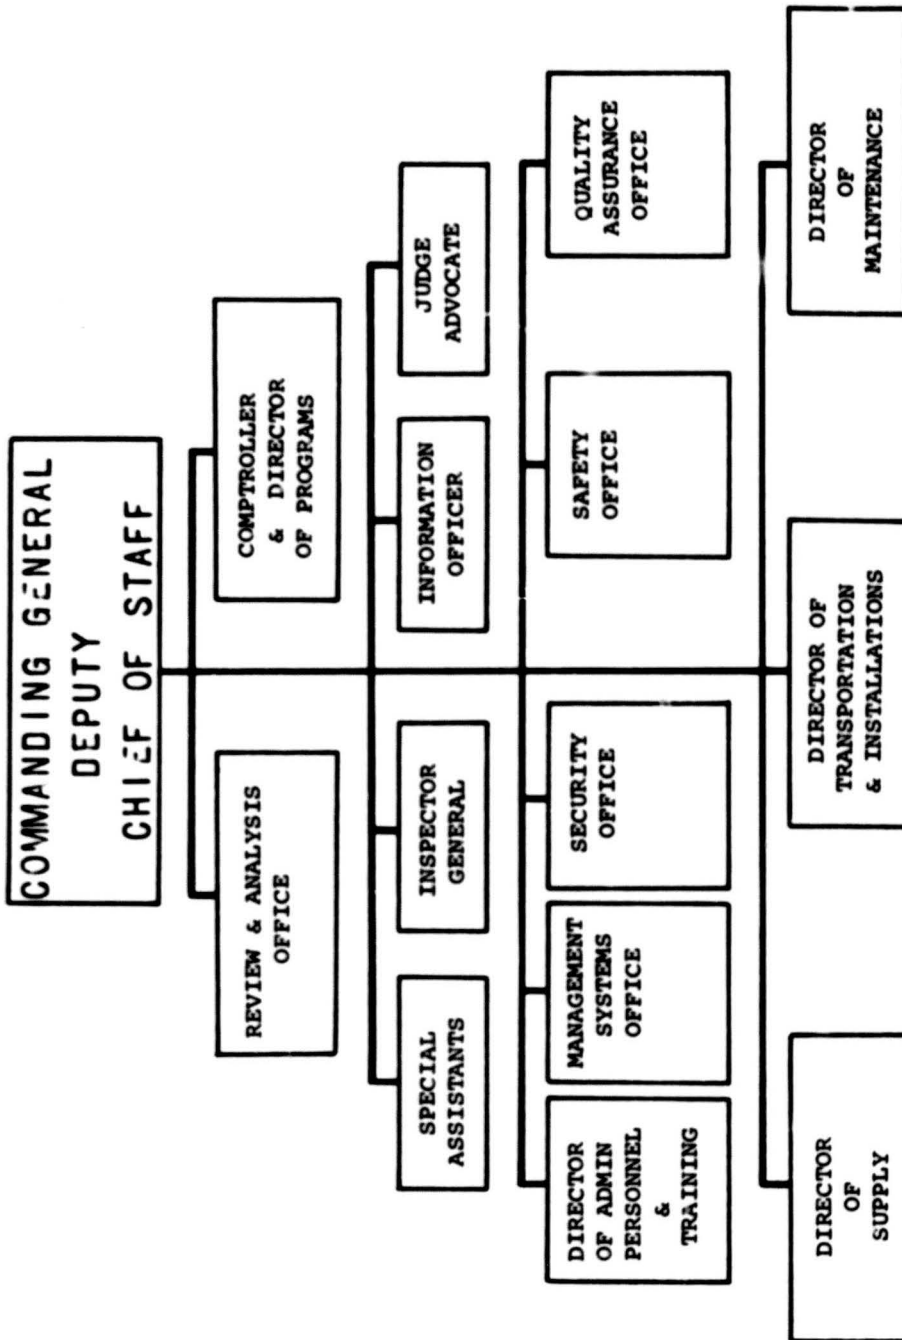 COMMANDING GENERAL
DEPUTY
CHIEF OF STAFF
REVIEW & ANALYSIS
OFFICE
COMPTROLLER
& DIRECTOR
OF PROGRAMS
SPECIAL
ASSISTANTS
INSPECTOR
GENERAL
INFORMATION
OFFICER
JUDGE
ADVOCATE
DIRECTOR
OF ADMIN
PERSONNEL
&
TRAINING
MANAGEMENT
SYSTEMS
OFFICE
SECURITY
OFFICE
SAFETY
OFFICE
QUALITY
ASSURANCE
OFFICE
DIRECTOR
OF
SUPPLY
DIRECTOR OF
TRANSPORTATION
& INSTALLATIONS
DIRECTOR
OF
MAINTENANCE